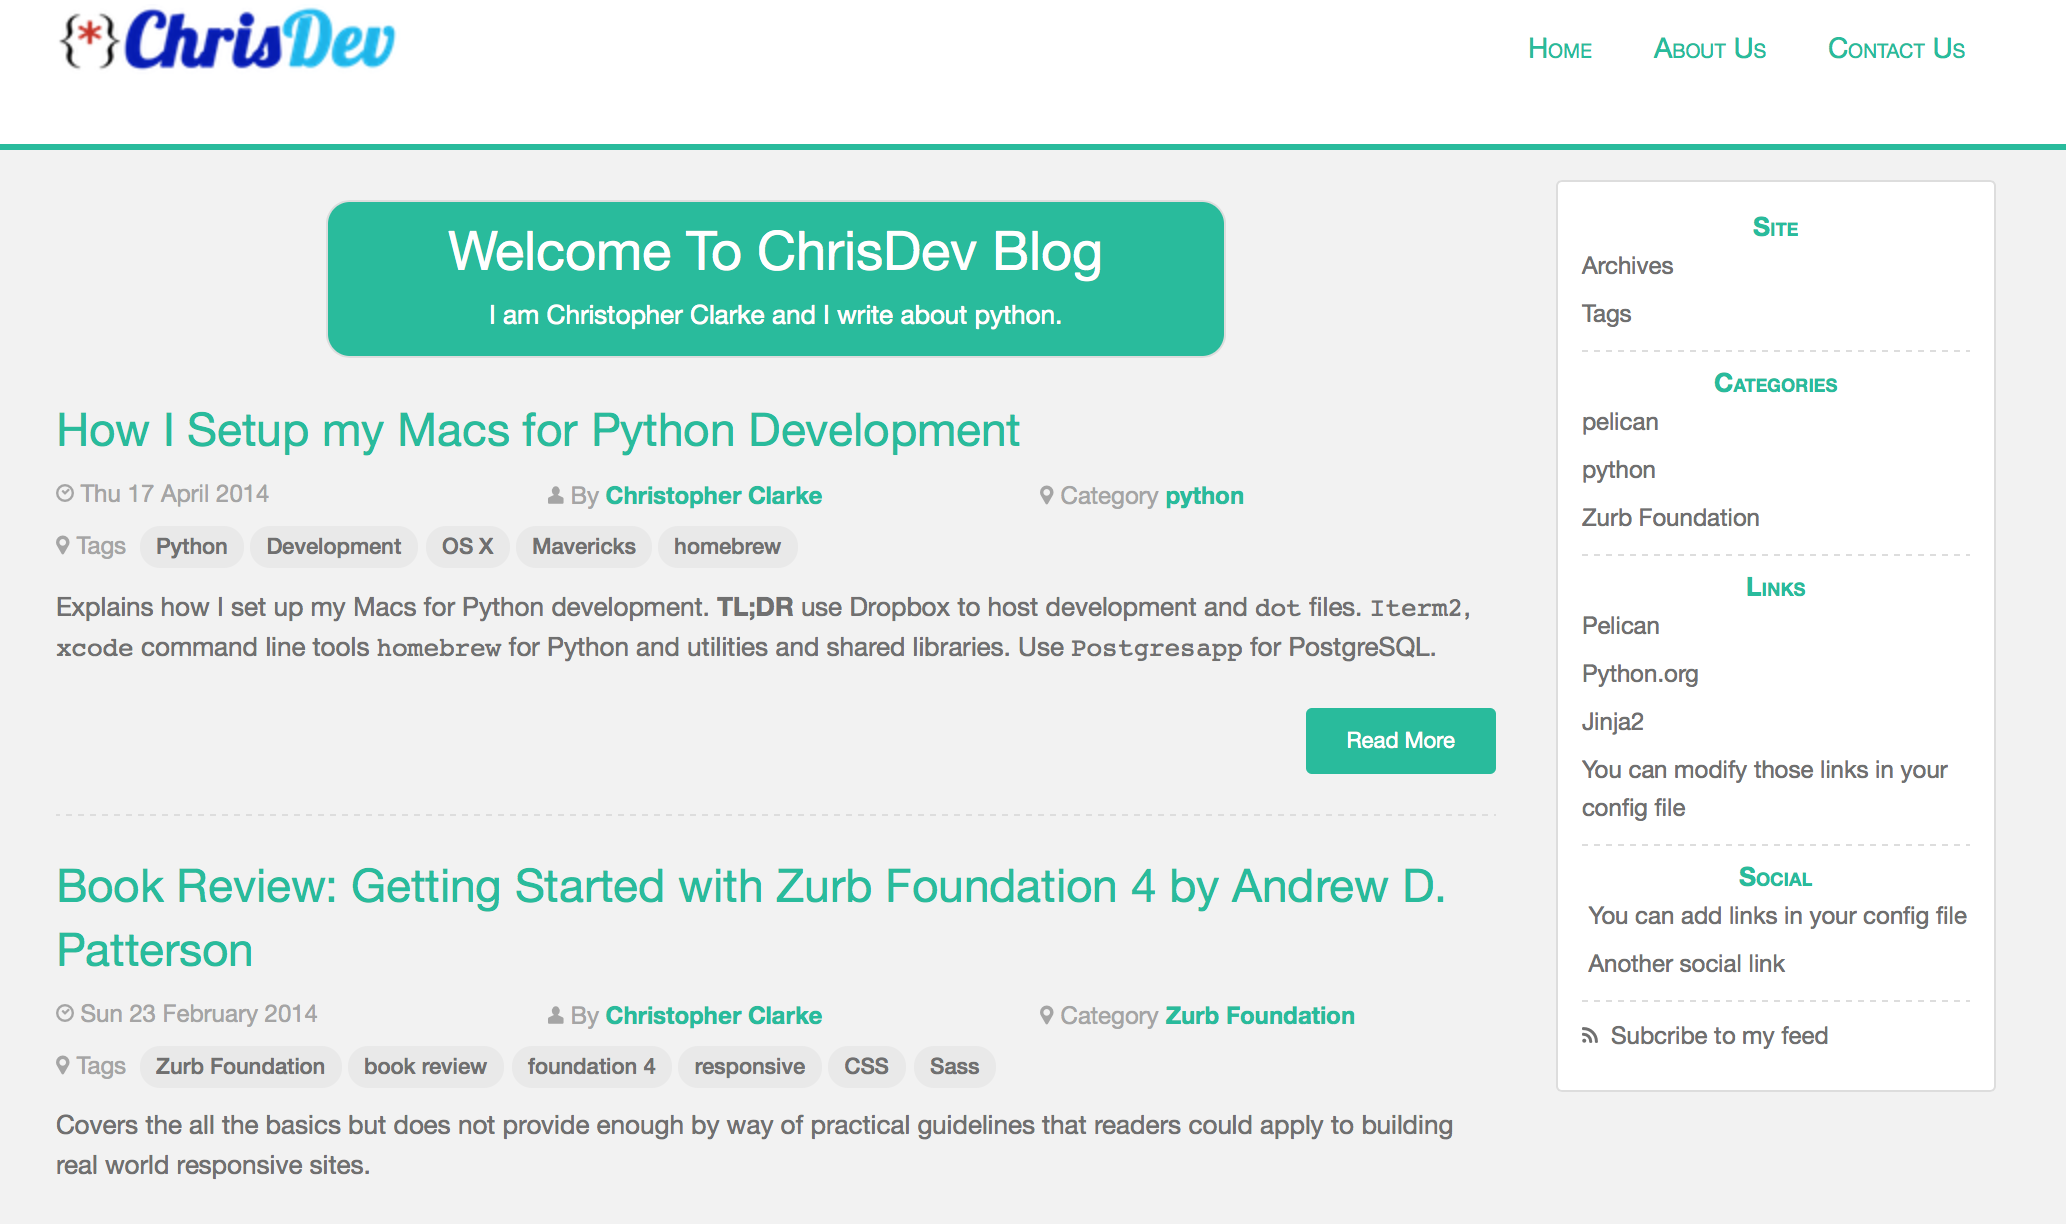 {*}ChrisDev
Home About Us Contact Us
Welcome To ChrisDev Blog
I am Christopher Clarke and I write about python.
How I Setup my Macs for Python Development
Thu 17 April 2014 By Christopher Clarke Category python
Tags Python Development OS X Mavericks homebrew
Explains how I set up my Macs for Python development. TL;DR use Dropbox to host development and dot files. Iterm2,
xcode command line tools homebrew for Python and utilities and shared libraries. Use Postgresapp for PostgreSQL.
Read More
Book Review: Getting Started with Zurb Foundation 4 by Andrew D.
Patterson
Sun 23 February 2014 By Christopher Clarke Category Zurb Foundation
Tags Zurb Foundation book review foundation 4 responsive CSS Sass
Covers the all the basics but does not provide enough by way of practical guidelines that readers could apply to building
real world responsive sites.
Site
Archives
Tags
Categories
pelican
python
Zurb Foundation
Links
Pelican
Python.org
Jinja2
You can modify those links in your
config file
Social
You can add links in your config file
Another social link
Subcribe to my feed